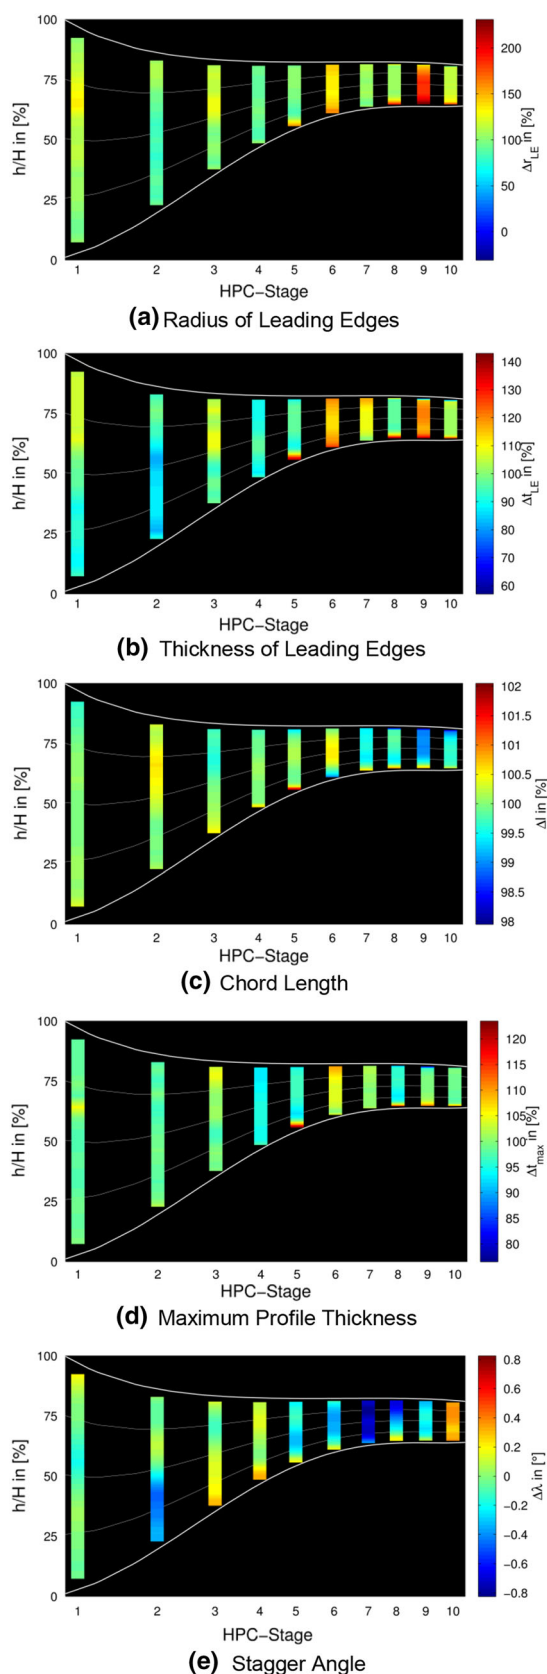 100
75
50
25
0
h/H in [%]
1 2 3 4 5 6 7 8 9 10
HPC−Stage
200
150
100
50
0
Δr_LE in [%]
(a) Radius of Leading Edges
100
75
50
25
0
h/H in [%]
1 2 3 4 5 6 7 8 9 10
HPC−Stage
140
130
120
110
100
90
80
70
60
Δt_LE in [%]
(b) Thickness of Leading Edges
100
75
50
25
0
h/H in [%]
1 2 3 4 5 6 7 8 9 10
HPC−Stage
102
101.5
101
100.5
100
99.5
99
98.5
98
Δl in [%]
(c) Chord Length
100
75
50
25
0
h/H in [%]
1 2 3 4 5 6 7 8 9 10
HPC−Stage
120
115
110
105
100
95
90
85
80
Δt_max in [%]
(d) Maximum Profile Thickness
100
75
50
25
0
h/H in [%]
1 2 3 4 5 6 7 8 9 10
HPC−Stage
0.8
0.6
0.4
0.2
0
−0.2
−0.4
−0.6
−0.8
Δλ in [°]
(e) Stagger Angle